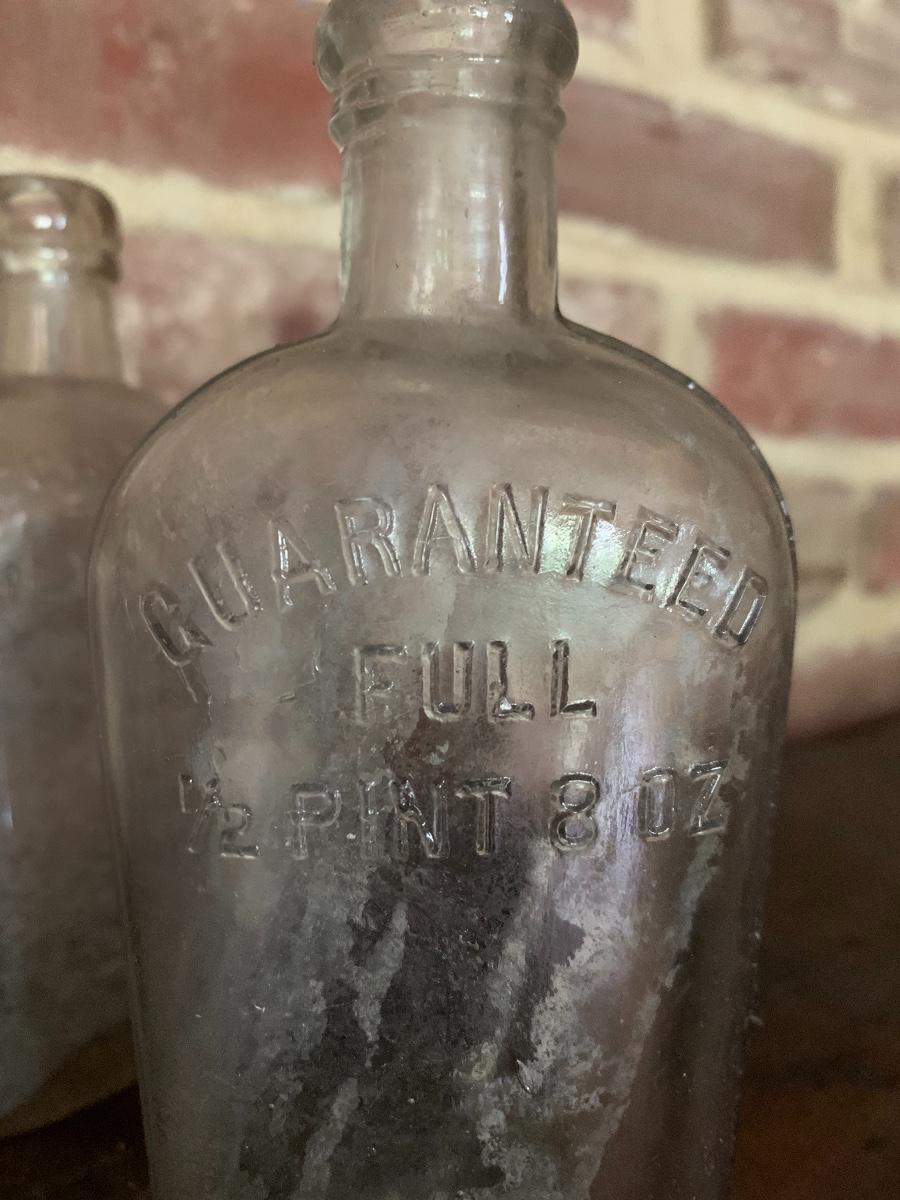 GUARANTEED
FULL
1/2 PINT 8 OZ